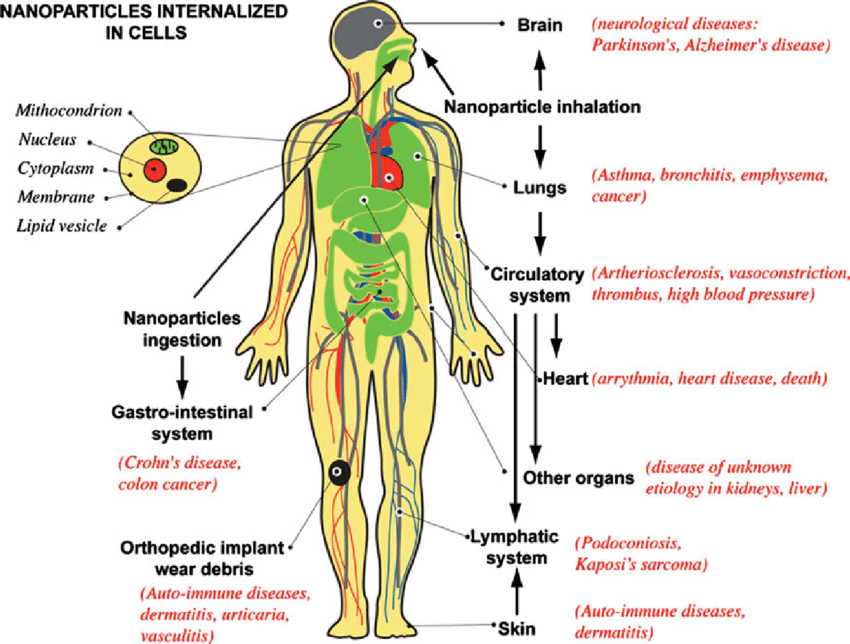 NANOPARTICLES INTERNALIZED
IN CELLS
Mithocondrion
Nucleus
Cytoplasm
Membrane
Lipid vesicle
Brain
(neurological diseases:
Parkinson's, Alzheimer's disease)
Nanoparticle inhalation
Lungs
(Asthma, bronchitis, emphysema,
cancer)
Circulatory
system
(Artheriosclerosis, vasoconstriction,
thrombus, high blood pressure)
Nanoparticles
ingestion
Heart
(arrythmia, heart disease, death)
Gastro-intestinal
system
(Crohn's disease,
colon cancer)
Other organs
(disease of unknown
etiology in kidneys, liver)
Orthopedic implant
wear debris
(Auto-immune diseases,
dermatitis, urticaria,
vasculitis)
Lymphatic
system
(Podoconiosis,
Kaposi's sarcoma)
Skin
(Auto-immune diseases,
dermatitis)